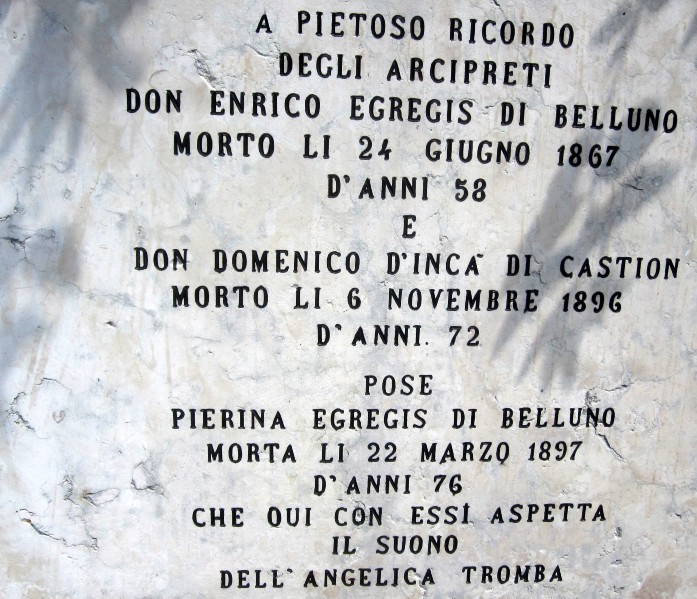 A PIETOSO RICORDO
DEGLI ARCIPRETI
DON ENRICO EGREGIS DI BELLUNO
MORTO LI 24 GIUGNO 1867
D'ANNI 58
E
DON DOMENICO D'INCA' DI CASTION
MORTO LI 6 NOVEMBRE 1896
D'ANNI. 72
POSE
PIERINA EGREGIS DI BELLUNO
MORTA LI 22 MARZO 1897
D'ANNI 76
CHE QUI CON ESSI ASPETTA
IL SUONO
DELL'ANGELICA TROMBA